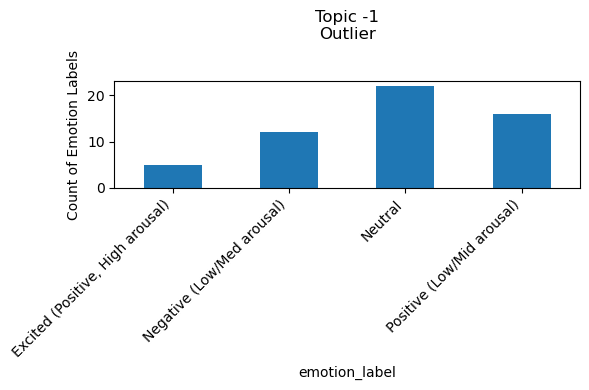 Topic -1
Outlier
Count of Emotion Labels
20
10
0
Excited (Positive, High arousal)
Negative (Low/Med arousal)
Neutral
Positive (Low/Mid arousal)
emotion_label